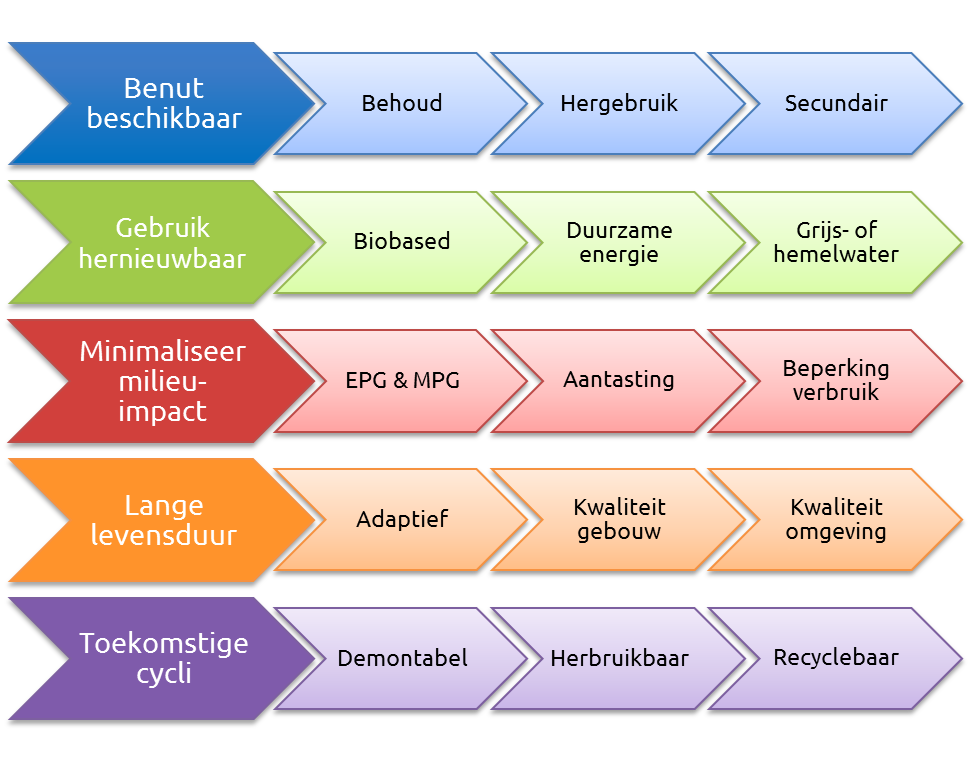 Benut
beschikbaar
Behoud
Hergebruik
Secundair
Gebruik
hernieuwbaar
Biobased
Duurzame
energie
Grijs- of
hemelwater
Minimaliseer
milieu-
impact
EPG & MPG
Aantasting
Beperking
verbruik
Lange
levensduur
Adaptief
Kwaliteit
gebouw
Kwaliteit
omgeving
Toekomstige
cycli
Demontabel
Herbruikbaar
Recyclebaar